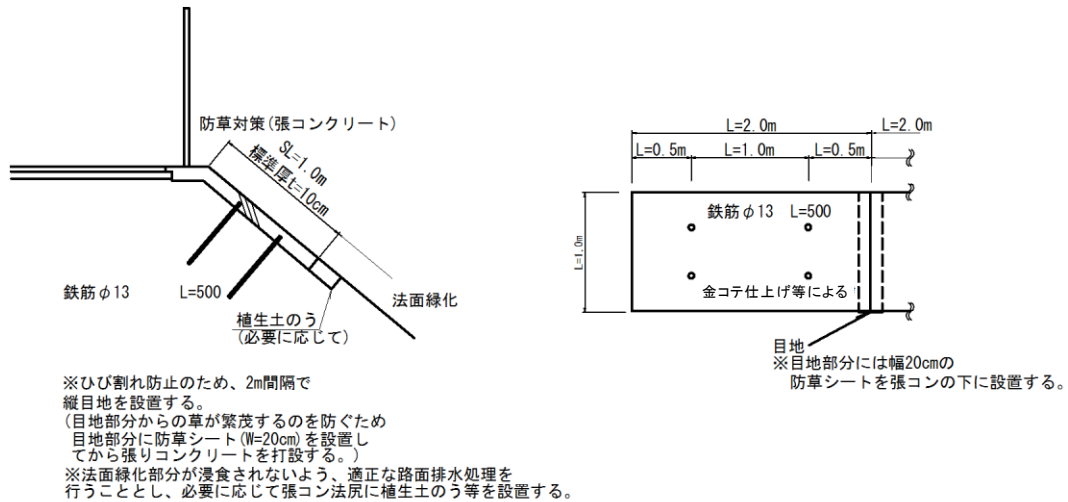 防草対策(張コンクリート)
SL=1.0m
標準厚t=10cm
鉄筋φ13 L=500
植生土のう
(必要に応じて)
法面緑化
※ひび割れ防止のため、2m間隔で
縦目地を設置する。
(目地部分からの草が繁茂するのを防ぐため
目地部分に防草シート(W=20cm)を設置し
てから張りコンクリートを打設する。)
※法面緑化部分が浸食されないよう、適正な路面排水処理を
行うこととし、必要に応じて張コン法尻に植生土のう等を設置する。
L=2.0m
L=2.0m
L=0.5m
L=1.0m
L=0.5m
L=1.0m
鉄筋φ13 L=500
金コテ仕上げ等による
目地
※目地部分には幅20cmの
防草シートを張コンの下に設置する。